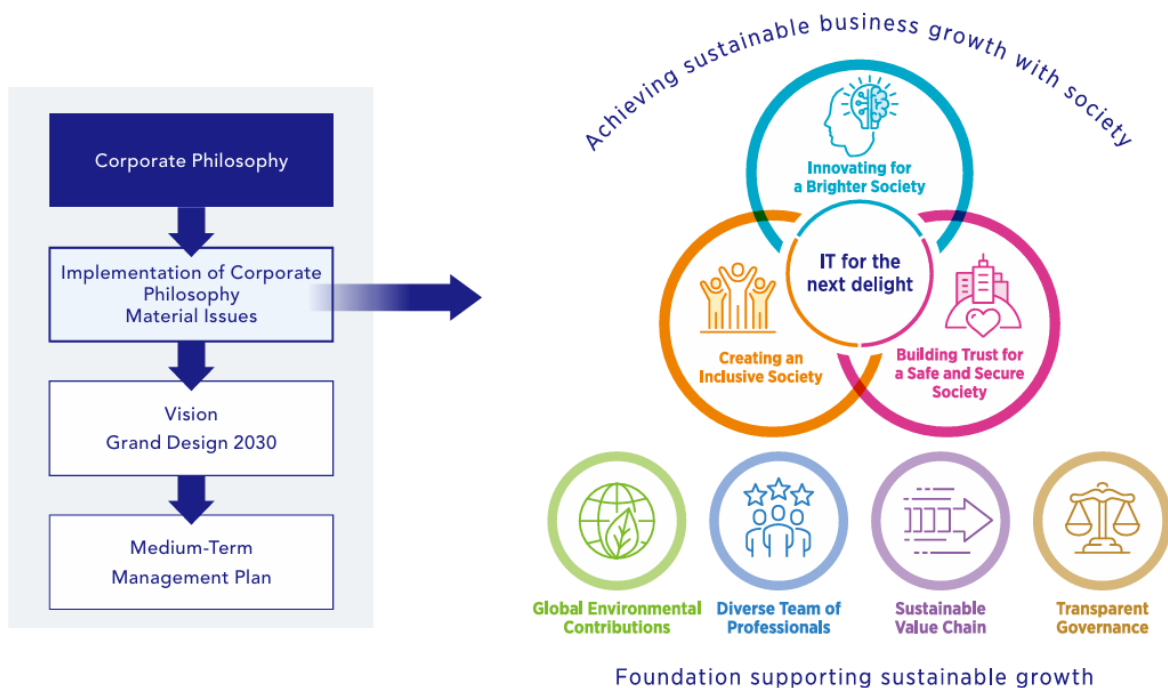 Corporate Philosophy
Implementation of Corporate
Philosophy
Material Issues
Vision
Grand Design 2030
Medium-Term
Management Plan
Achieving sustainable business growth with society
Innovating for
a Brighter Society
IT for the
next delight
Creating an
Inclusive Society
Building Trust for
a Safe and Secure
Society
Global Environmental
Contributions
Diverse Team of
Professionals
Sustainable
Value Chain
Transparent
Governance
Foundation supporting sustainable growth